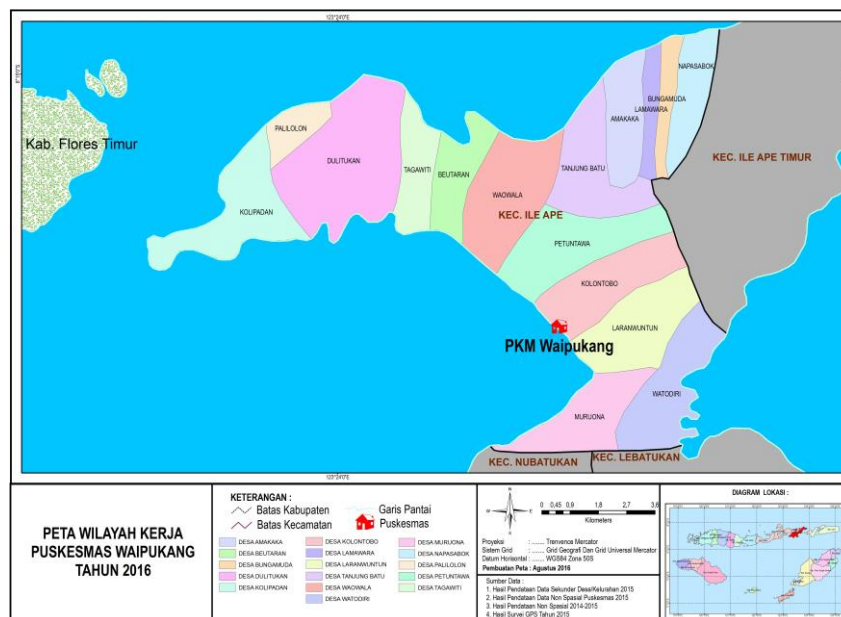 123°24'0"E
PALILOLON
DULITUKAN
TAGAWITI
BEUTARAN
KOLIPADAN
WAOWALA
TANJUNG BATU
AMAKAKA
LAMAWARA
BUNGAMUDA
NAPASABOK
Kab. Flores Timur
KEC. ILE APE TIMUR
KEC. ILE APE
PETUNTAWA
KOLONTOBO
LARANWUNTUN
PKM Waipukang
WATODIRI
MURUONA
KEC. NUBATUKAN
KEC. LEBATUKAN
123°24'0"E
PETA WILAYAH KERJA
PUSKESMAS WAIPUKANG
TAHUN 2016
KETERANGAN :
Batas Kabupaten
Batas Kecamatan
Garis Pantai
Puskesmas
DESA AMAKAKA
DESA BEUTARAN
DESA BUNGAMUDA
DESA DULITUKAN
DESA KOLIPADAN
DESA KOLONTOBO
DESA LAMAWARA
DESA LARANWUNTUN
DESA TANJUNG BATU
DESA WAOWALA
DESA WATODIRI
DESA MURUONA
DESA NAPASABOK
DESA PALILOLON
DESA PETUNTAWA
DESA TAGAWITI
0 0,45 0,9 1,8 2,7 3,6
Kilometers
Proyeksi : ...... Trenvence Mercator
Sistem Grid : ...... Grid Geografi Dan Grid Universal Mercator
Datum Horisontal : ...... WGS84 Zona 50S
Pembuatan Peta : Agustus 2016
Sumber Data :
1. Hasil Pendataan Data Sekunder Desa/Kelurahan 2015
2. Hasil Pendataan Data Non Spasial Puskesmas 2015
3. Hasil Pendataan Non Spasial 2014-2015
4. Hasil Survei GPS Tahun 2015
DIAGRAM LOKASI :